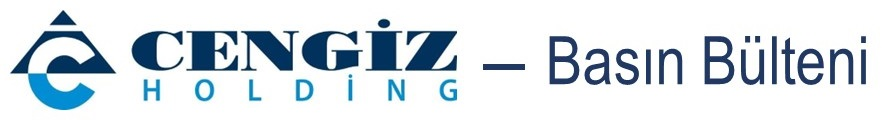 CENGİZ
HOLDİNG
— Basın Bülteni